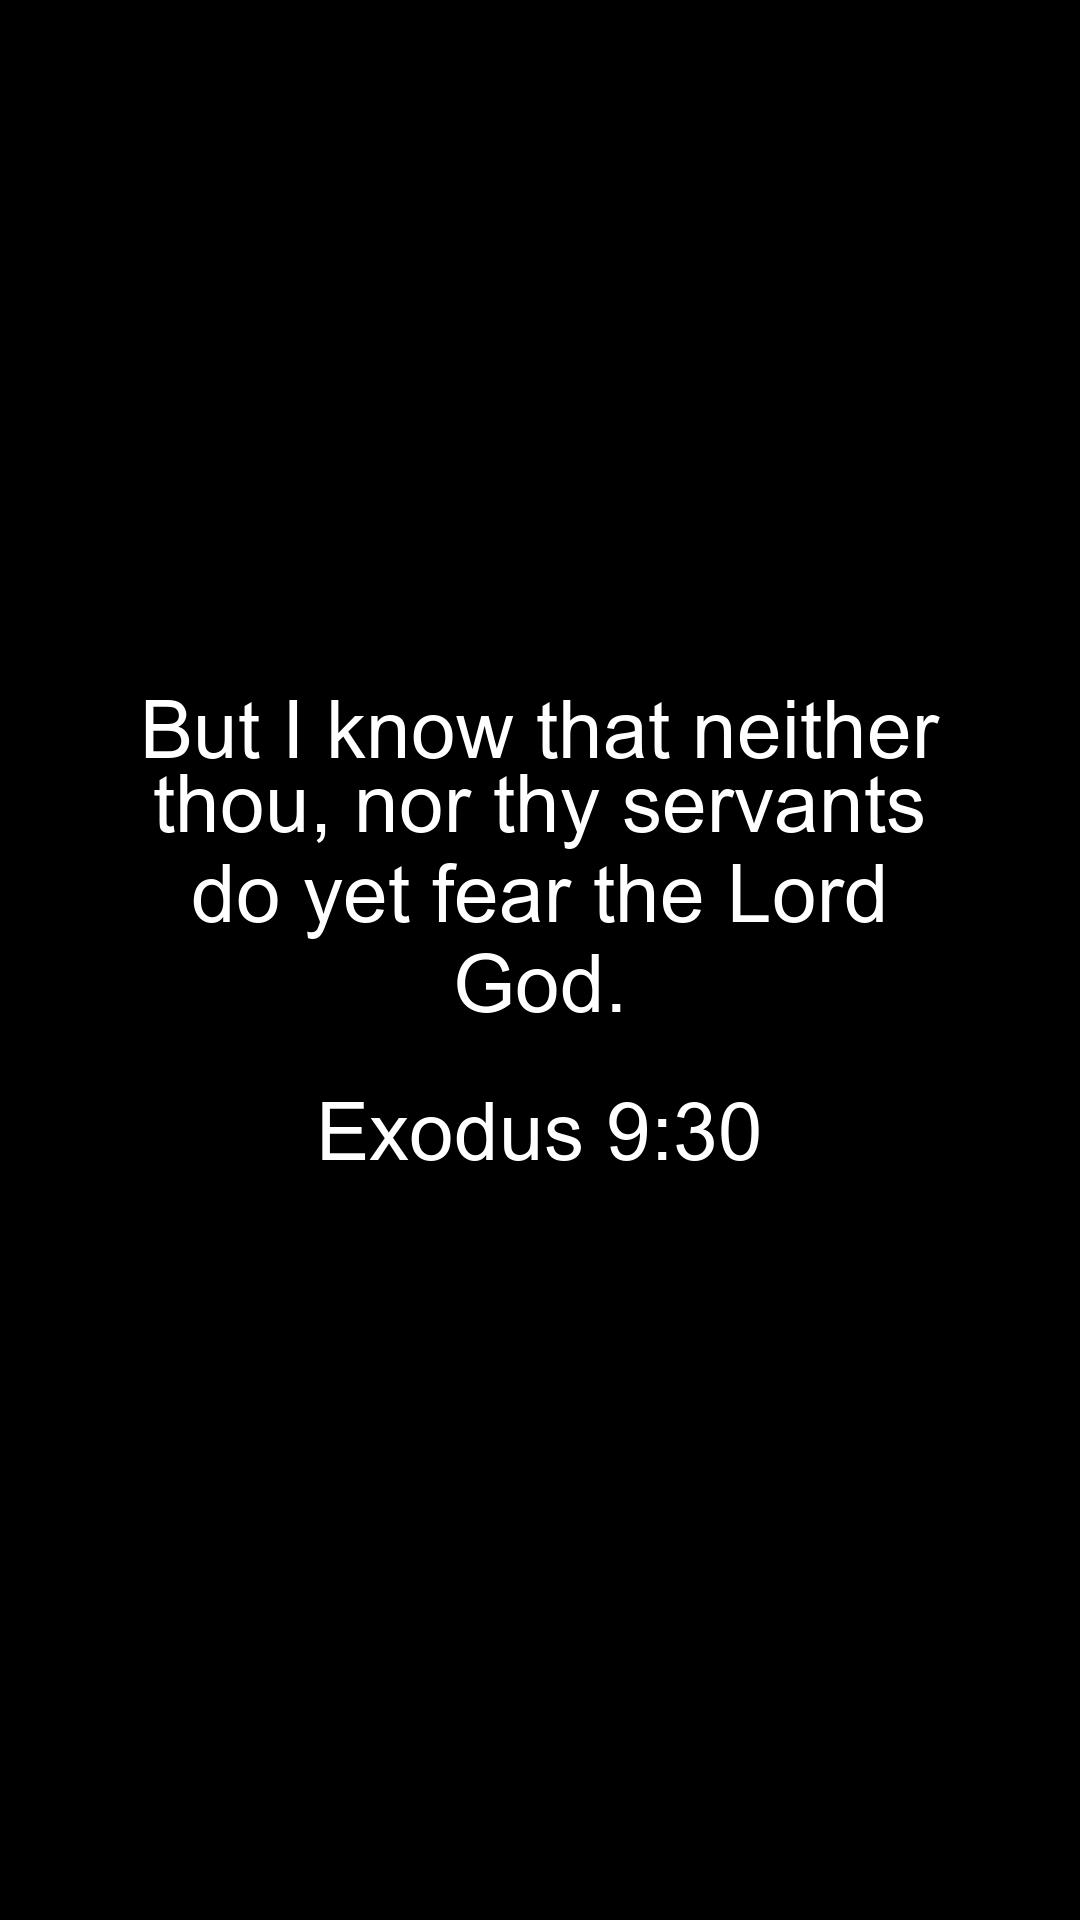 But I know that neither
thou, nor thy servants
do yet fear the Lord
God.
Exodus 9:30